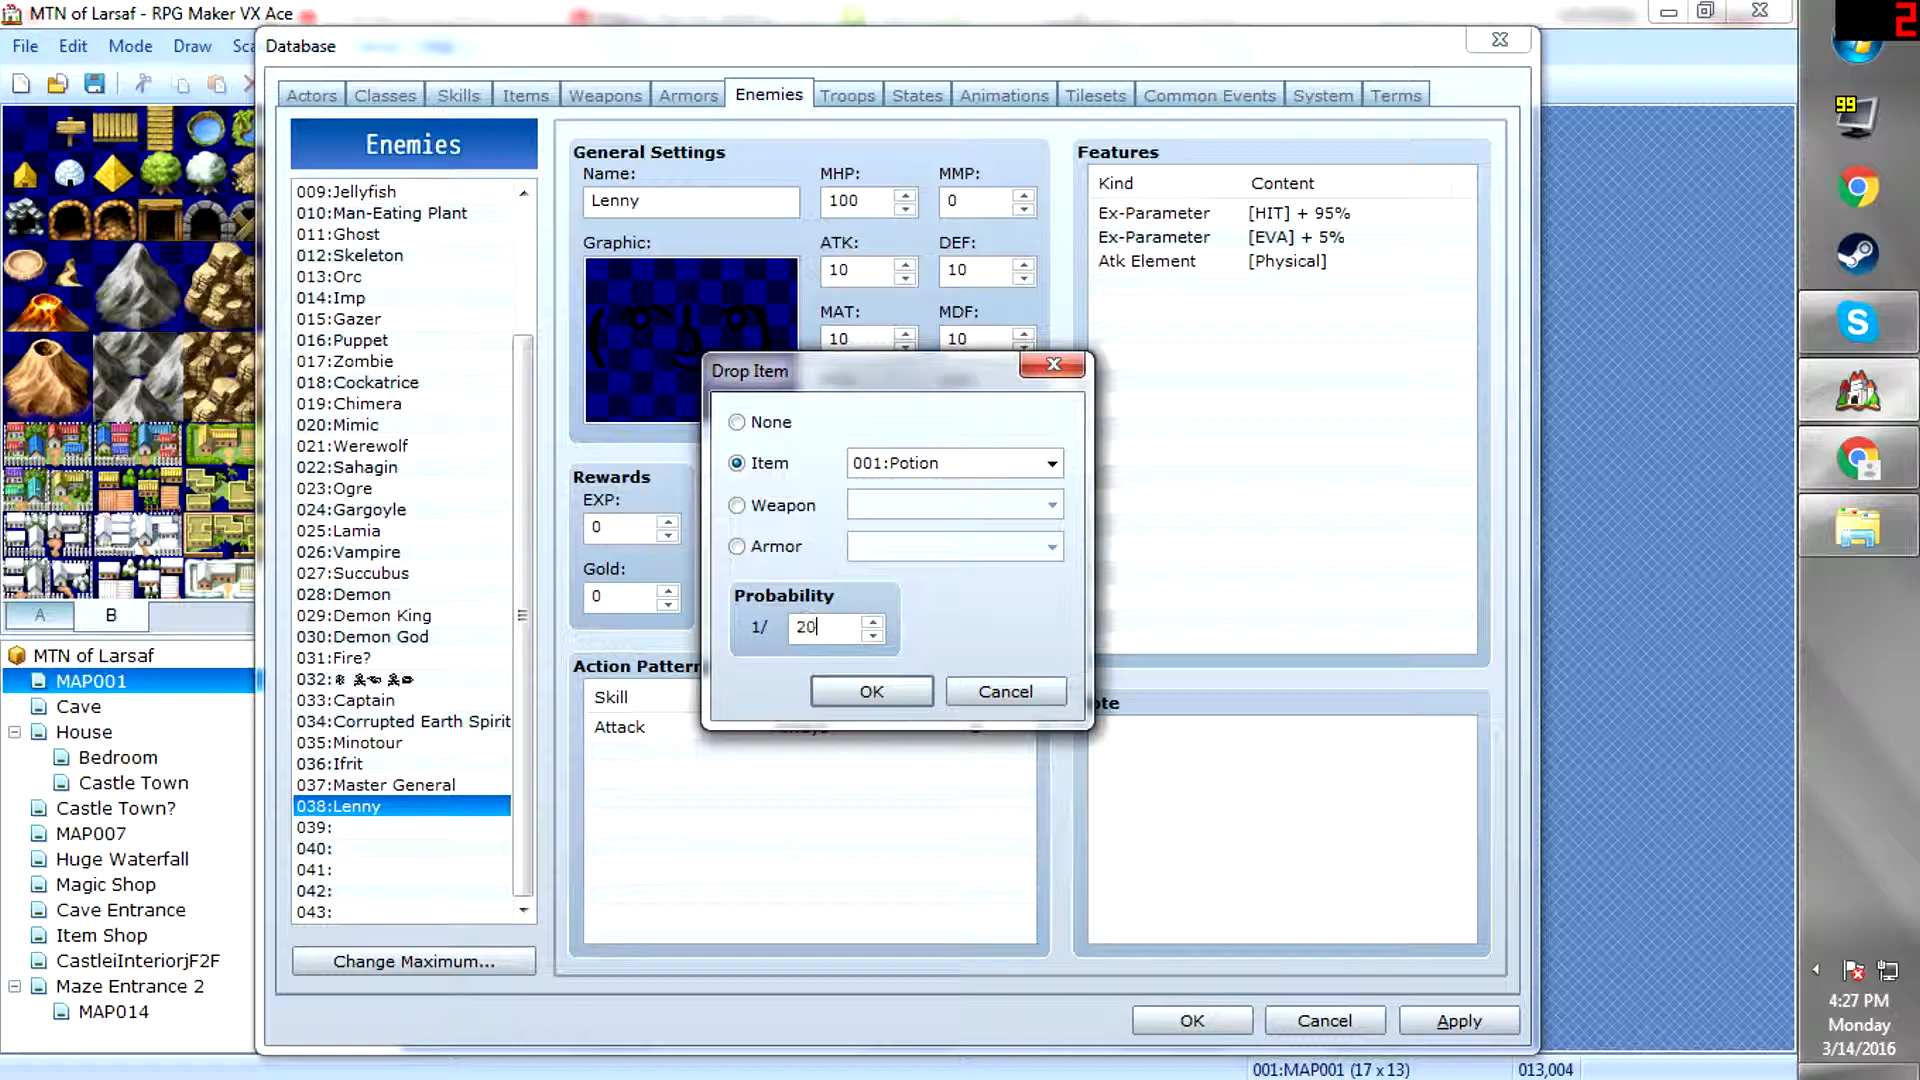 MTN of Larsaf - RPG Maker VX Ace
2
File Edit Mode Draw Sca
Database
99
Actors Classes Skills Items Weapons Armors Enemies Troops States Animations Tilesets Common Events System Terms
Enemies
009:Jellyfish
010:Man-Eating Plant
011:Ghost
012:Skeleton
013:Orc
014:Imp
015:Gazer
016:Puppet
017:Zombie
018:Cockatrice
019:Chimera
020:Mimic
021:Werewolf
022:Sahagin
023:Ogre
024:Gargoyle
025:Lamia
026:Vampire
027:Succubus
028:Demon
029:Demon King
030:Demon God
031:Fire?
032:
033:Captain
034:Corrupted Earth Spirit
035:Minotour
036:Ifrit
037:Master General
038:Lenny
039:
040:
041:
042:
043:
Change Maximum...
General Settings
Name:
Lenny
MHP:
100
MMP:
0
Graphic:
( ͡° ͜ʖ ͡°)
ATK:
10
DEF:
10
MAT:
10
MDF:
10
Rewards
EXP:
0
Gold:
0
Action Pattern
Skill
Attack
Features
Kind Content
Ex-Parameter [HIT] + 95%
Ex-Parameter [EVA] + 5%
Atk Element [Physical]
ote
Drop Item
None
Item 001:Potion
Weapon
Armor
Probability
1/ 20
OK Cancel
OK Cancel Apply
A B
MTN of Larsaf
MAP001
Cave
House
Bedroom
Castle Town
Castle Town?
MAP007
Huge Waterfall
Magic Shop
Cave Entrance
Item Shop
CastleiInteriorjF2F
Maze Entrance 2
MAP014
001:MAP001 (17 x 13) 013,004
4:27 PM
Monday
3/14/2016